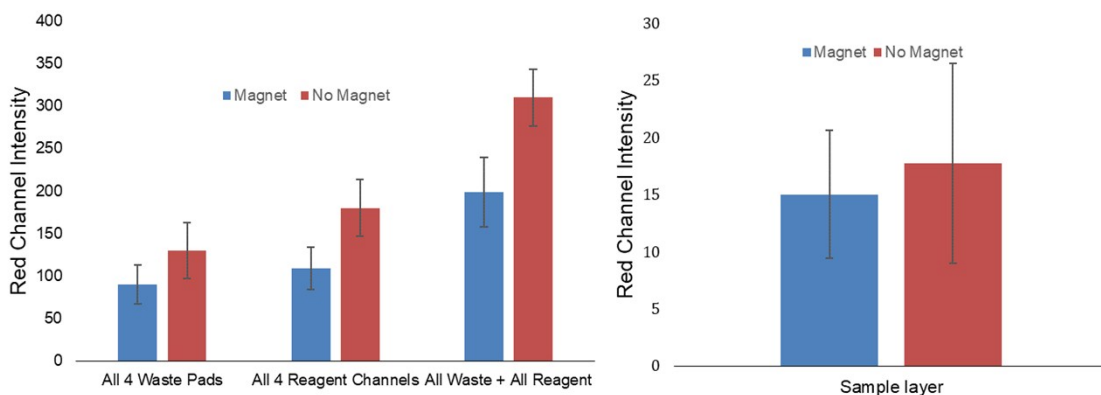 Red Channel Intensity
400
350
300
250
200
150
100
50
0
Magnet No Magnet
All 4 Waste Pads All 4 Reagent Channels All Waste + All Reagent
Red Channel Intensity
30
25
20
15
10
5
0
Magnet No Magnet
Sample layer